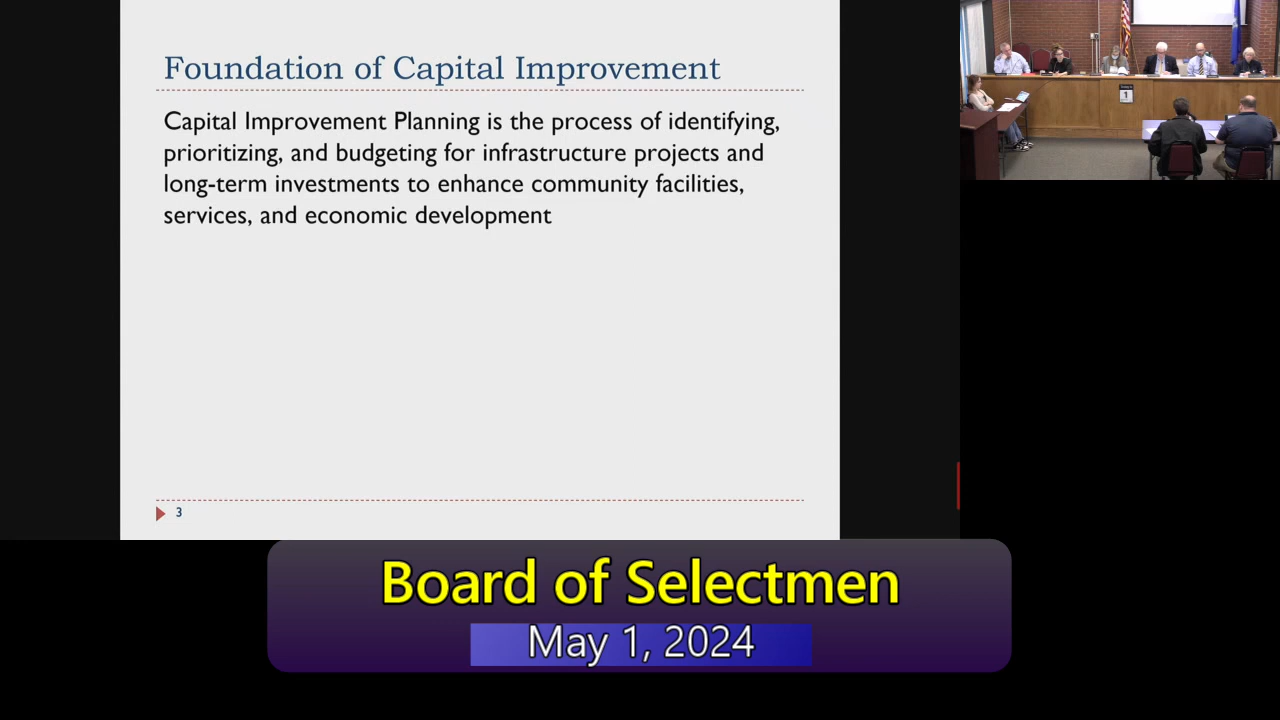 Foundation of Capital Improvement
Capital Improvement Planning is the process of identifying,
prioritizing, and budgeting for infrastructure projects and
long-term investments to enhance community facilities,
services, and economic development
3
1
Board of Selectmen
May 1, 2024